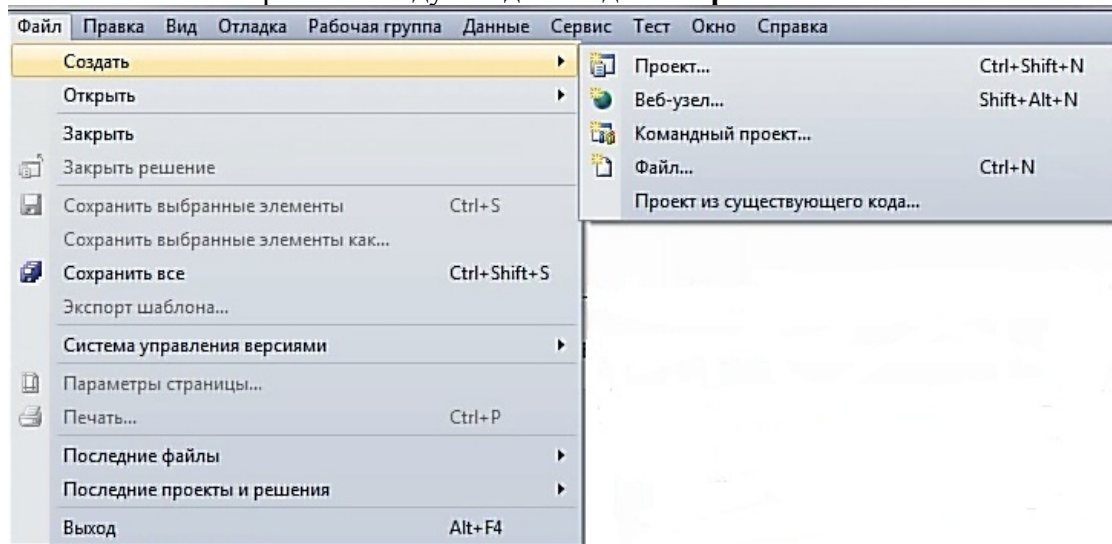 Файл Правка Вид Отладка Рабочая группа Данные Сервис Тест Окно Справка
Создать
Открыть
Закрыть
Закрыть решение
Сохранить выбранные элементы Ctrl+S
Сохранить выбранные элементы как...
Сохранить все Ctrl+Shift+S
Экспорт шаблона...
Система управления версиями
Параметры страницы...
Печать... Ctrl+P
Последние файлы
Последние проекты и решения
Выход Alt+F4
Проект... Ctrl+Shift+N
Веб-узел... Shift+Alt+N
Командный проект...
Файл... Ctrl+N
Проект из существующего кода...